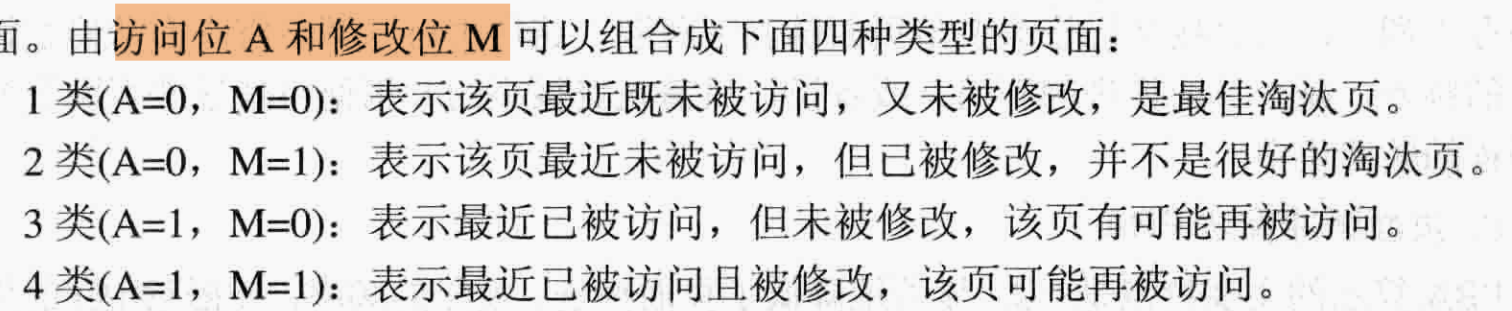 面。由访问位 A 和修改位 M 可以组合成下面四种类型的页面：
1 类(A=0，M=0)：表示该页最近既未被访问，又未被修改，是最佳淘汰页。
2 类(A=0，M=1)：表示该页最近未被访问，但已被修改，并不是很好的淘汰页。
3 类(A=1，M=0)：表示最近已被访问，但未被修改，该页有可能再被访问。
4 类(A=1，M=1)：表示最近已被访问且被修改，该页可能再被访问。